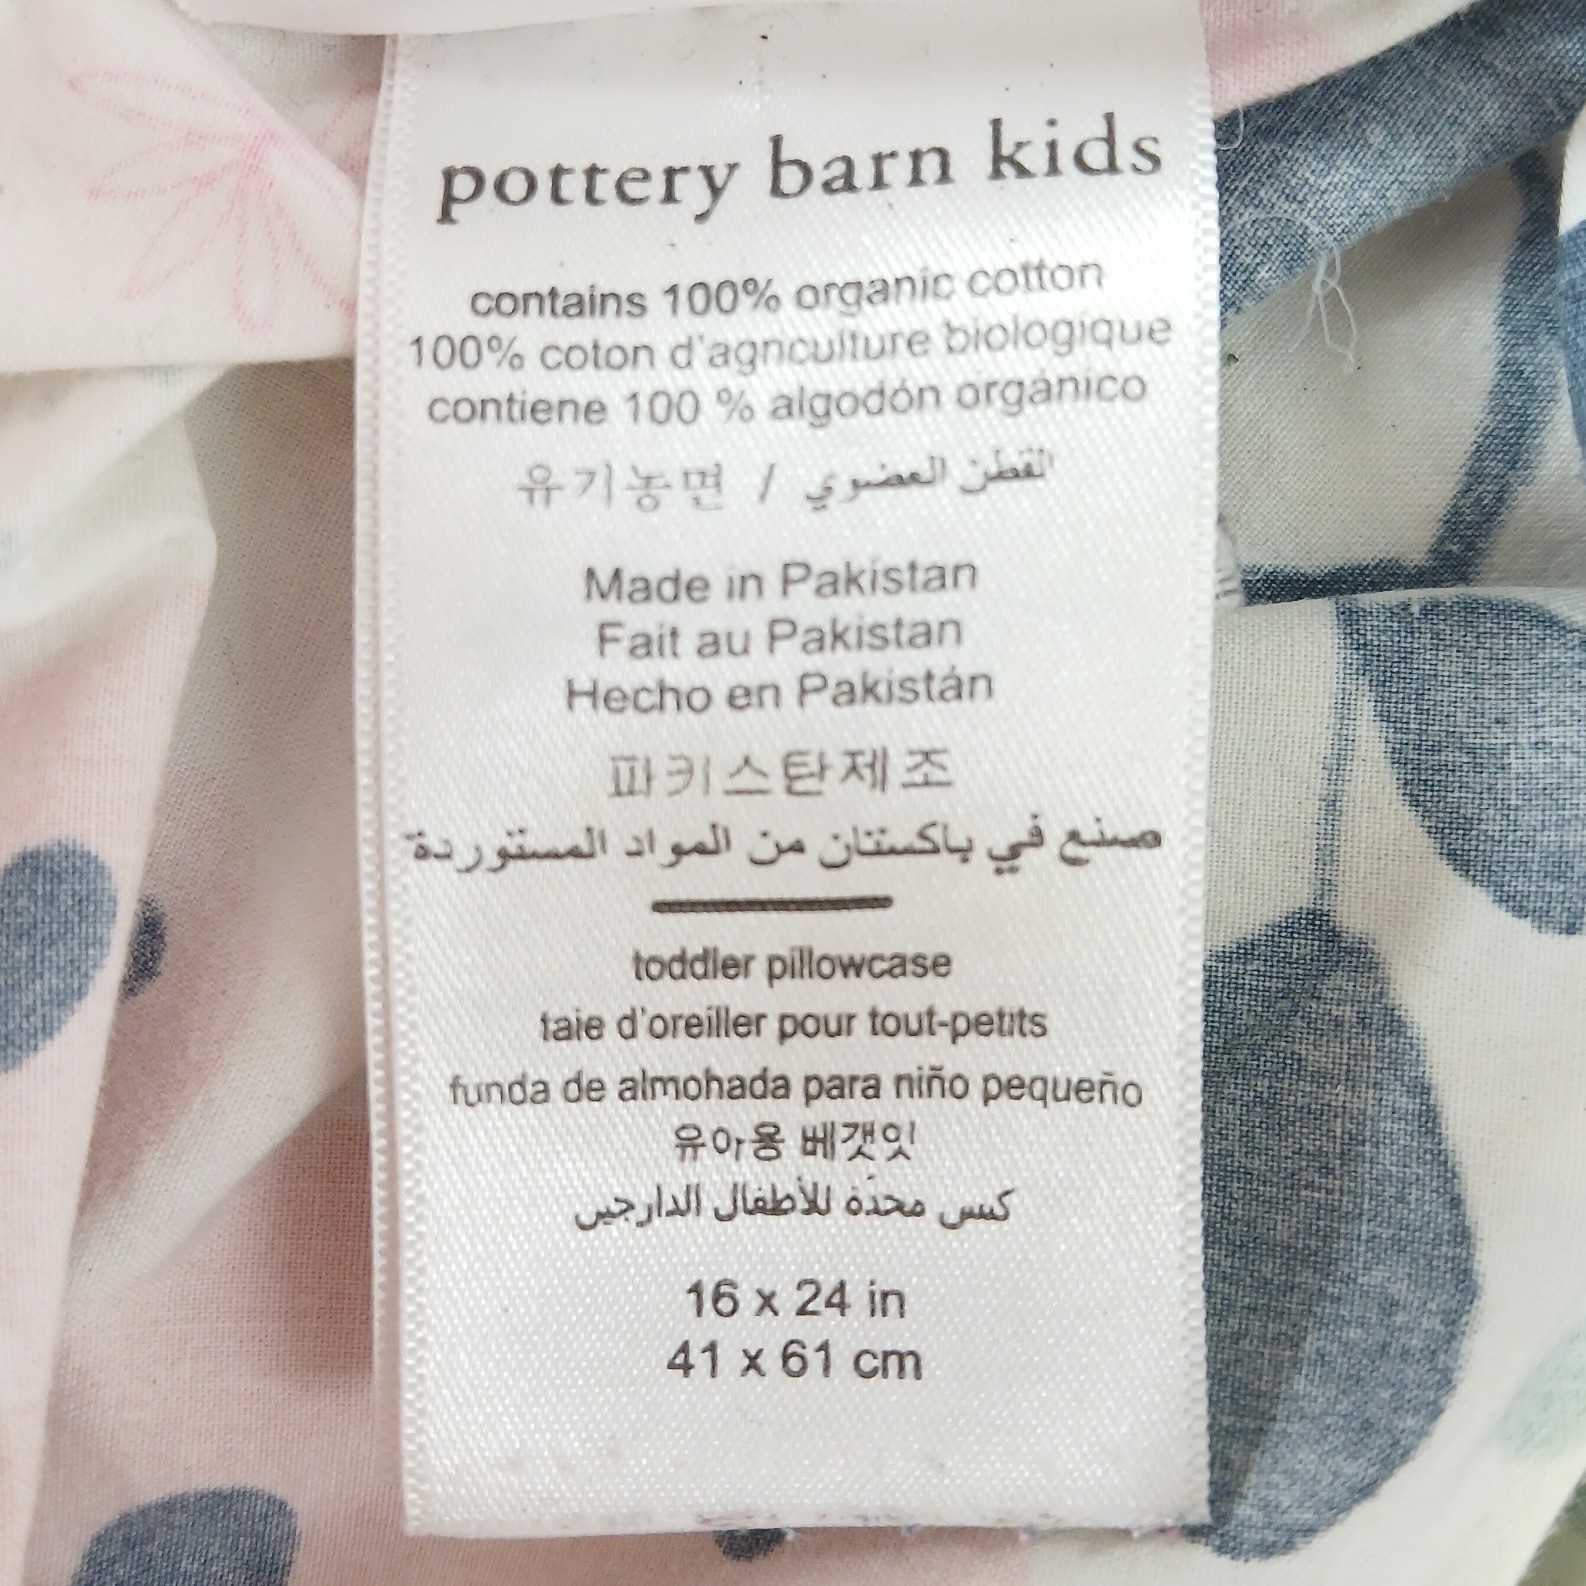 pottery barn kids
contains 100% organic cotton
100% coton d'agriculture biologique
contiene 100 % algodón orgánico
유기농면 / القطن العضوي
Made in Pakistan
Fait au Pakistan
Hecho en Pakistán
파키스탄제조
صنع في باكستان من المواد المستوردة
toddler pillowcase
taie d'oreiller pour tout-petits
funda de almohada para niño pequeño
유아용 베갯잇
كيس مخدّة للأطفال الدارجين
16 x 24 in
41 x 61 cm